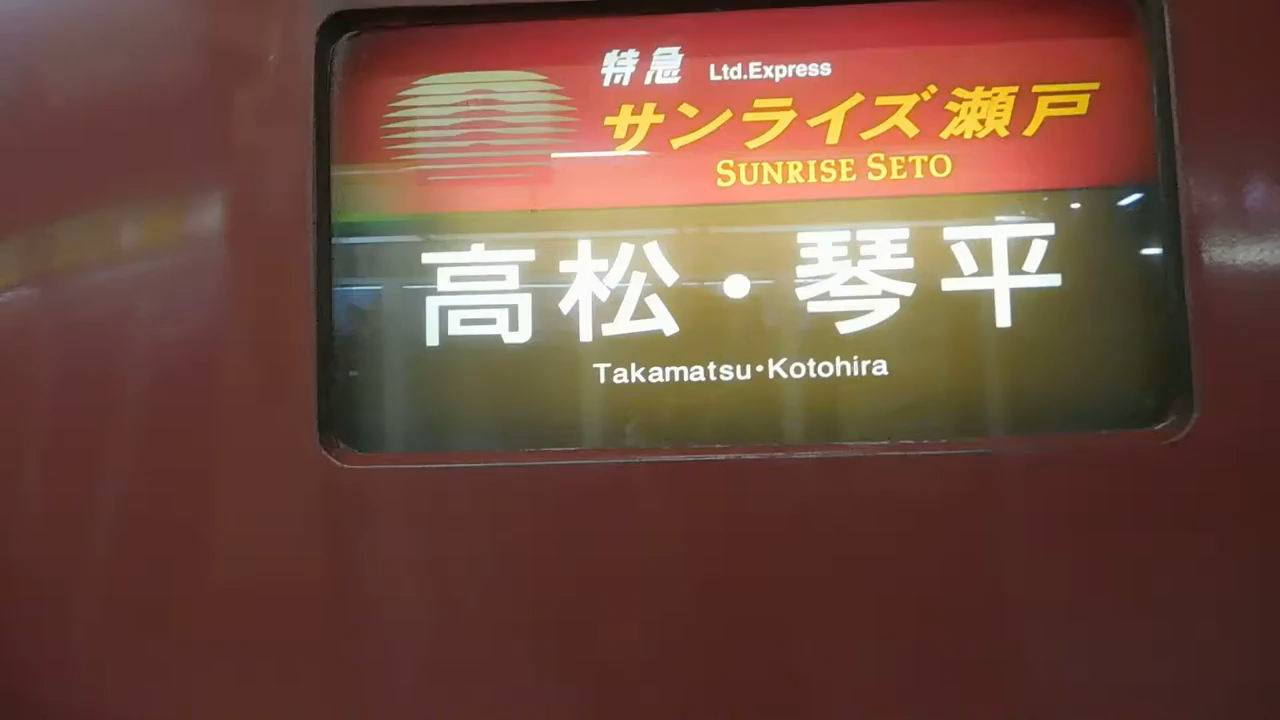 特急 Ltd.Express
サンライズ瀬戸
SUNRISE SETO
高松・琴平
Takamatsu・Kotohira